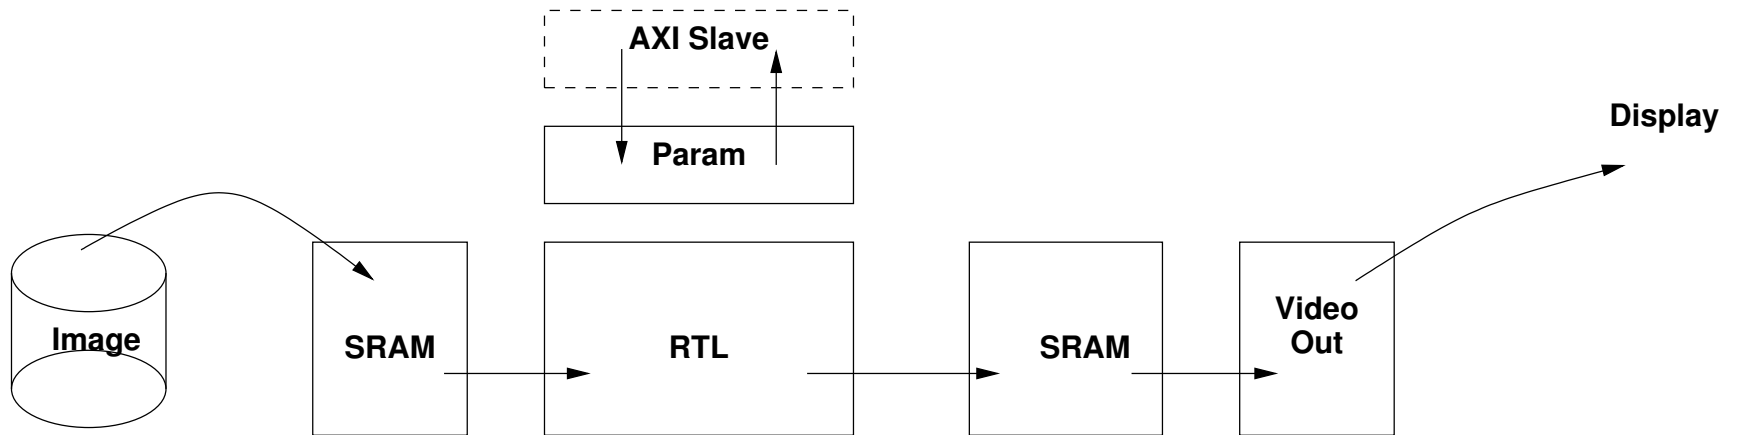 AXI Slave
Display
Param
Image
SRAM
RTL
SRAM
Video
Out